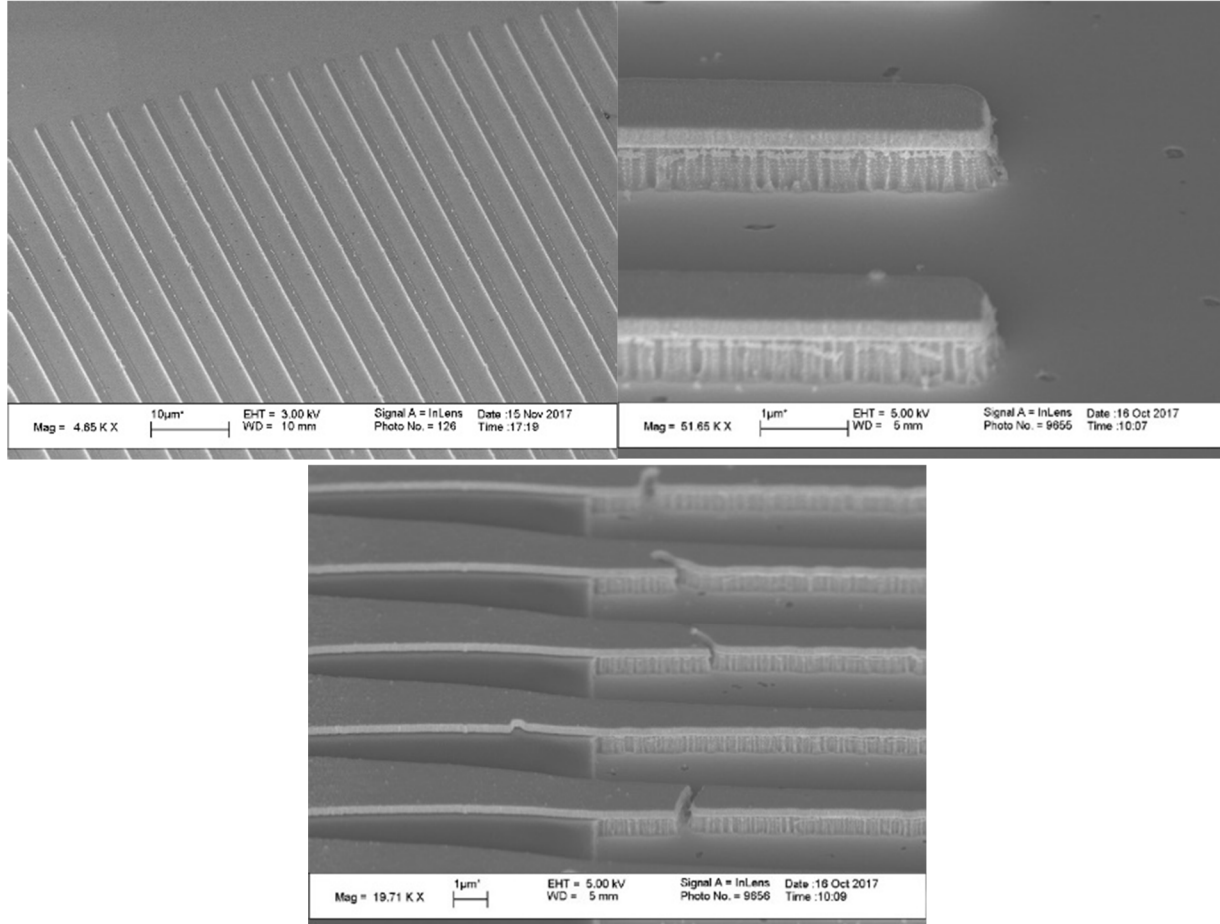 Mag = 4.65 K X
10µm*
EHT = 3.00 kV
WD = 10 mm
Signal A = InLens
Photo No. = 126
Date :15 Nov 2017
Time :17:19
Mag = 51.65 K X
1µm*
EHT = 5.00 kV
WD = 5 mm
Signal A = InLens
Photo No. = 9655
Date :16 Oct 2017
Time :10:07
Mag = 19.71 K X
1µm*
EHT = 5.00 kV
WD = 5 mm
Signal A = InLens
Photo No. = 9656
Date :16 Oct 2017
Time :10:09